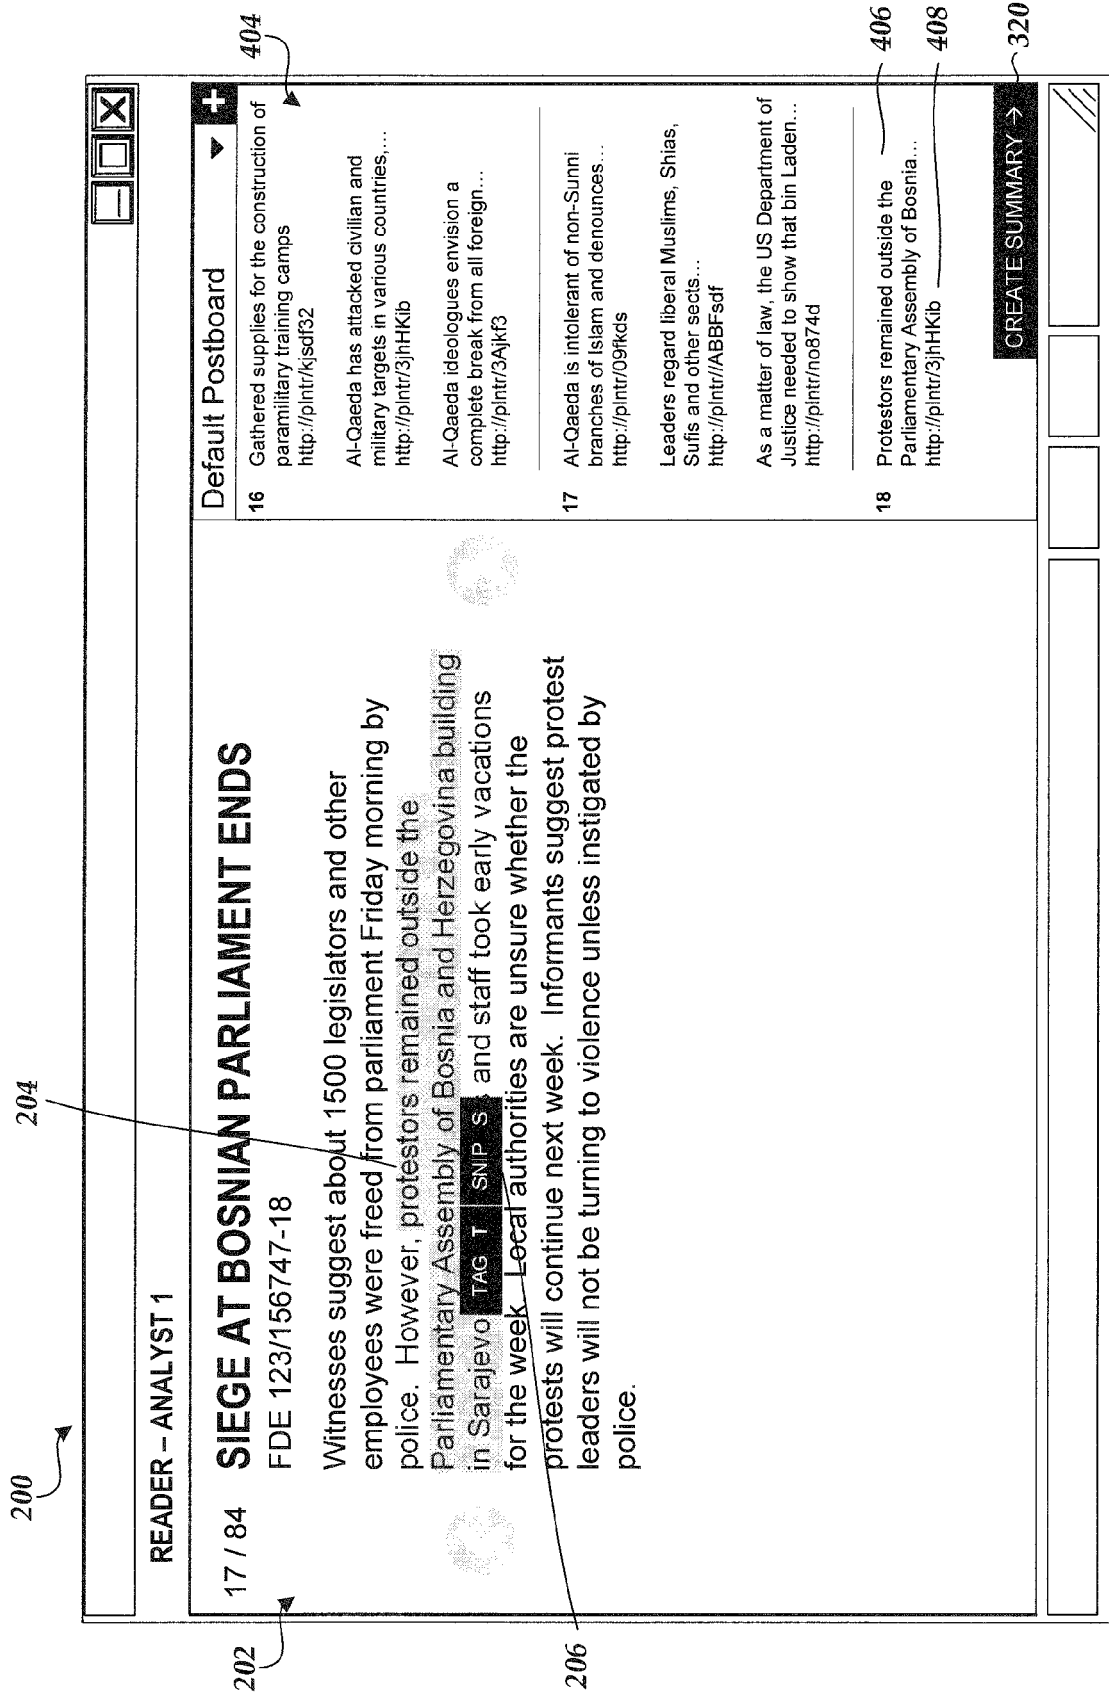 200
204
READER – ANALYST 1
17 / 84
SIEGE AT BOSNIAN PARLIAMENT ENDS
FDE 123/156747-18
Witnesses suggest about 1500 legislators and other
employees were freed from parliament Friday morning by
police. However, protestors remained outside the
Parliamentary Assembly of Bosnia and Herzegovina building
in Sarajevo TAG T SNIP S and staff took early vacations
for the week. Local authorities are unsure whether the
protests will continue next week. Informants suggest protest
leaders will not be turning to violence unless instigated by
police.
202
206
Default Postboard
+
404
16
Gathered supplies for the construction of
paramilitary training camps
http://plntr/kjsdf32
Al-Qaeda has attacked civilian and
military targets in various countries,...
http://plntr/3jhHKib
Al-Qaeda ideologues envision a
complete break from all foreign...
http://plntr/3Ajkf3
17
Al-Qaeda is intolerant of non-Sunni
branches of Islam and denounces...
http://plntr/09fkds
Leaders regard liberal Muslims, Shias,
Sufis and other sects...
http://plntr//ABBFsdf
As a matter of law, the US Department of
Justice needed to show that bin Laden...
http://plntr/no874d
18
Protestors remained outside the
Parliamentary Assembly of Bosnia...
http://plntr/3jhHKib
406
408
CREATE SUMMARY →
320